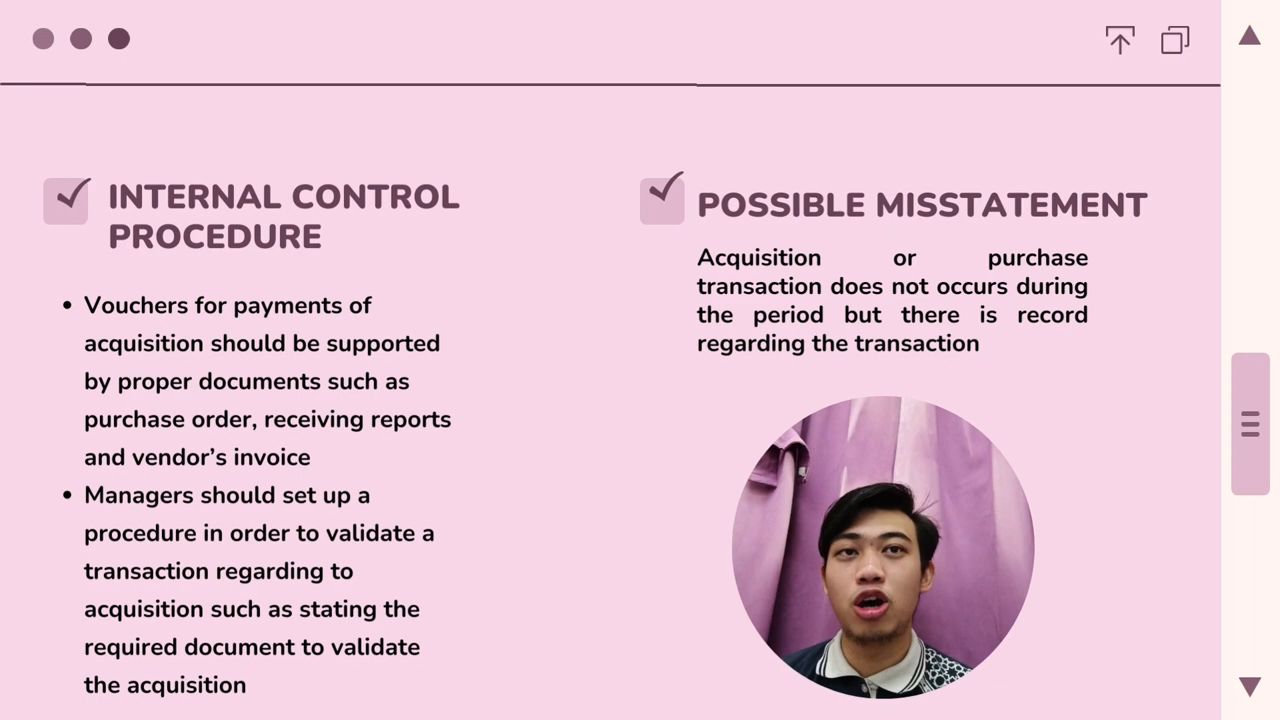 INTERNAL CONTROL
PROCEDURE
• Vouchers for payments of
acquisition should be supported
by proper documents such as
purchase order, receiving reports
and vendor’s invoice
• Managers should set up a
procedure in order to validate a
transaction regarding to
acquisition such as stating the
required document to validate
the acquisition
POSSIBLE MISSTATEMENT
Acquisition or purchase
transaction does not occurs during
the period but there is record
regarding the transaction